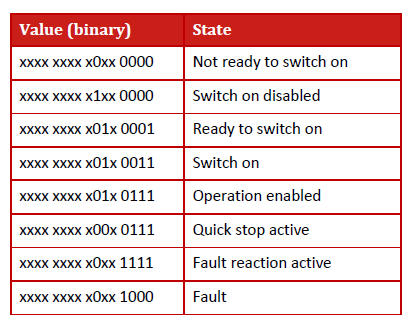 Value (binary) State
xxxx xxxx x0xx 0000 Not ready to switch on
xxxx xxxx x1xx 0000 Switch on disabled
xxxx xxxx x01x 0001 Ready to switch on
xxxx xxxx x01x 0011 Switch on
xxxx xxxx x01x 0111 Operation enabled
xxxx xxxx x00x 0111 Quick stop active
xxxx xxxx x0xx 1111 Fault reaction active
xxxx xxxx x0xx 1000 Fault